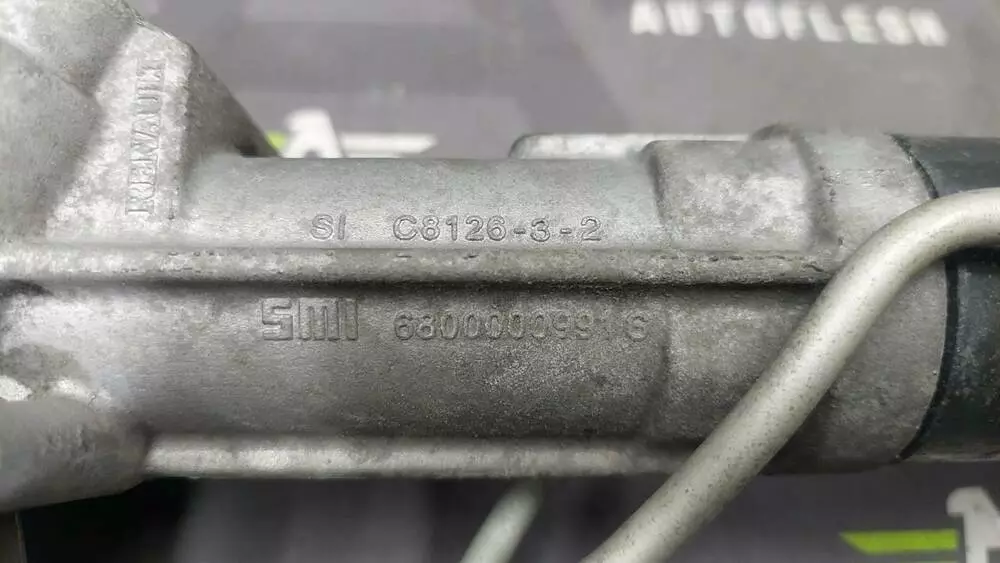 AUTOFLESH
RENAULT
SI C8126-3-2
SMI 6800000991S